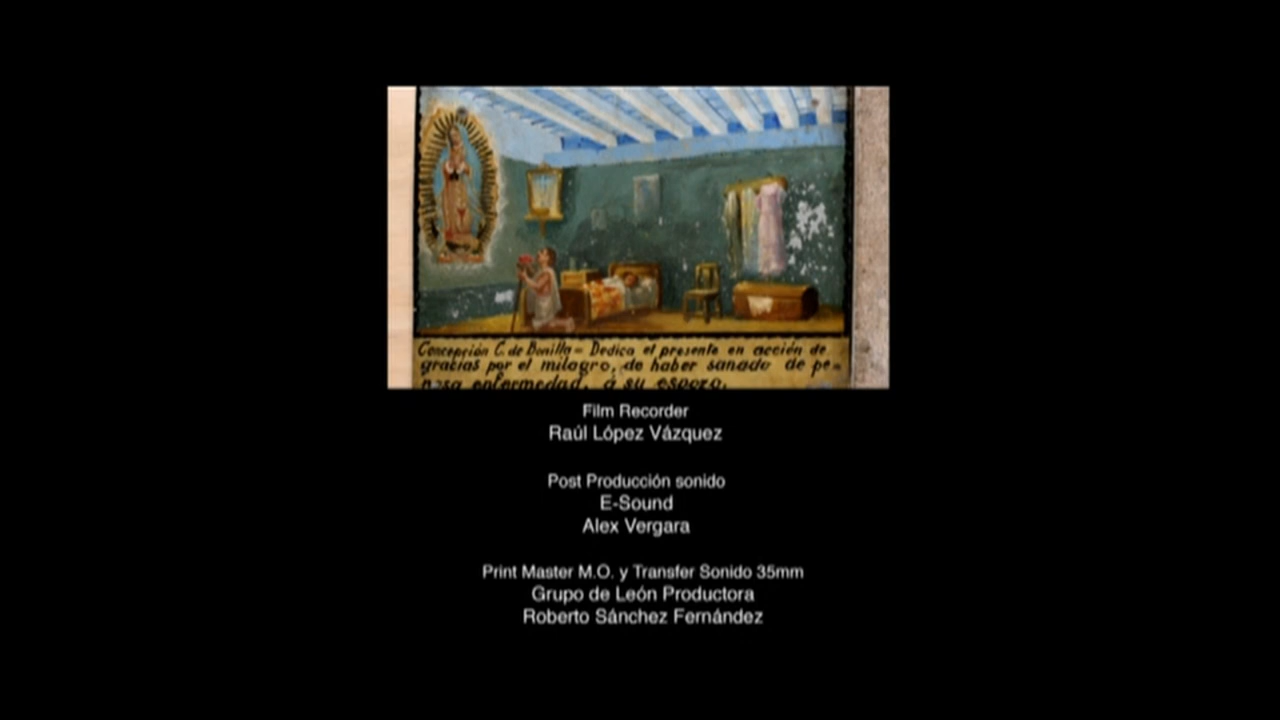 Concepción C. de Bonilla = Dedica el presente en acción de
gracias por el milagro, de haber sanado de pe=
nosa enfermedad, á su esposo.
Film Recorder
Raúl López Vázquez
Post Producción sonido
E-Sound
Alex Vergara
Print Master M.O. y Transfer Sonido 35mm
Grupo de León Productora
Roberto Sánchez Fernández